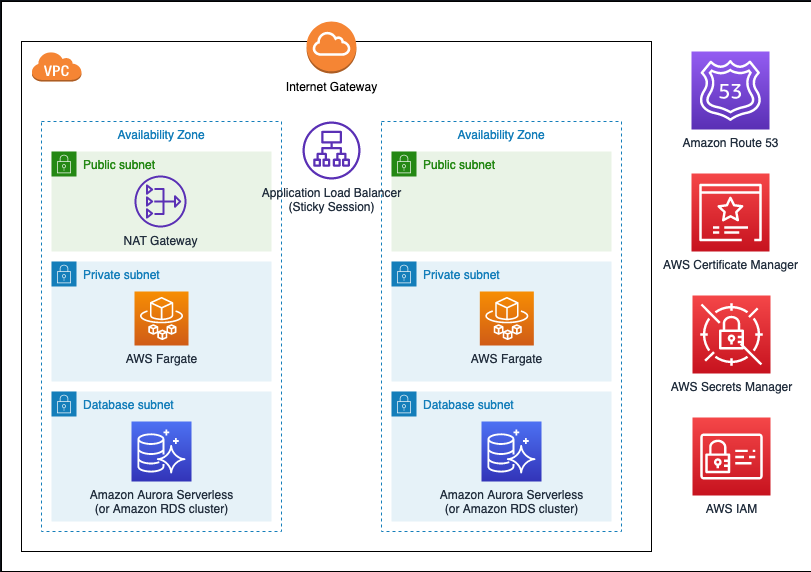 VPC
Internet Gateway
Availability Zone
Public subnet
NAT Gateway
Private subnet
AWS Fargate
Database subnet
Amazon Aurora Serverless
(or Amazon RDS cluster)
Application Load Balancer
(Sticky Session)
Availability Zone
Public subnet
Private subnet
AWS Fargate
Database subnet
Amazon Aurora Serverless
(or Amazon RDS cluster)
53
Amazon Route 53
AWS Certificate Manager
AWS Secrets Manager
AWS IAM